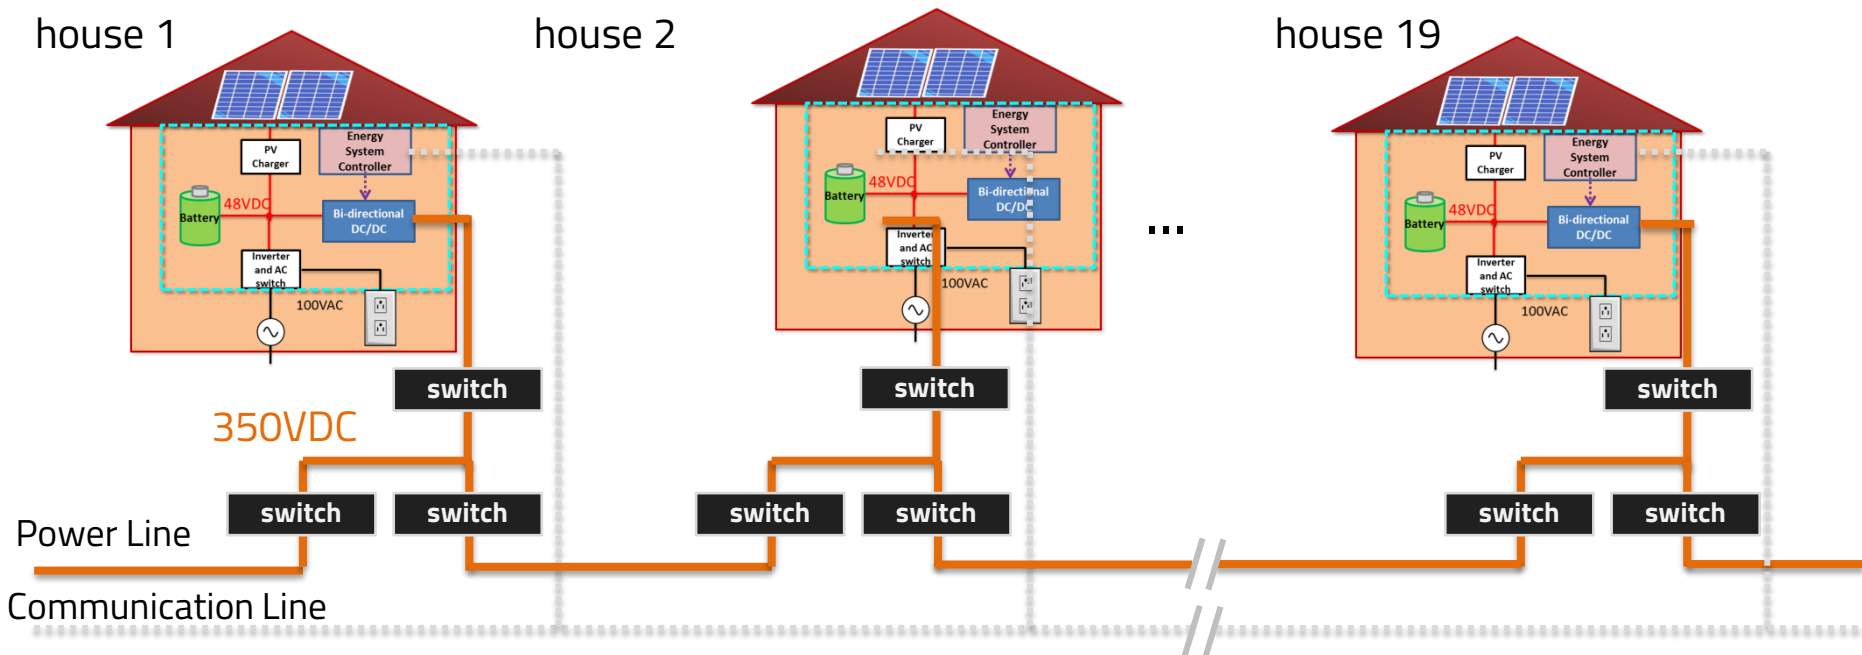 house 1
house 2
house 19
PV
Charger
Energy
System
Controller
Battery
48VDC
Bi-directional
DC/DC
Inverter
and AC
switch
100VAC
PV
Charger
Energy
System
Controller
Battery
48VDC
Bi-directional
DC/DC
Inverter
and AC
switch
100VAC
...
PV
Charger
Energy
System
Controller
Battery
48VDC
Bi-directional
DC/DC
Inverter
and AC
switch
100VAC
switch
switch
switch
350VDC
switch
switch
switch
switch
switch
switch
Power Line
Communication Line